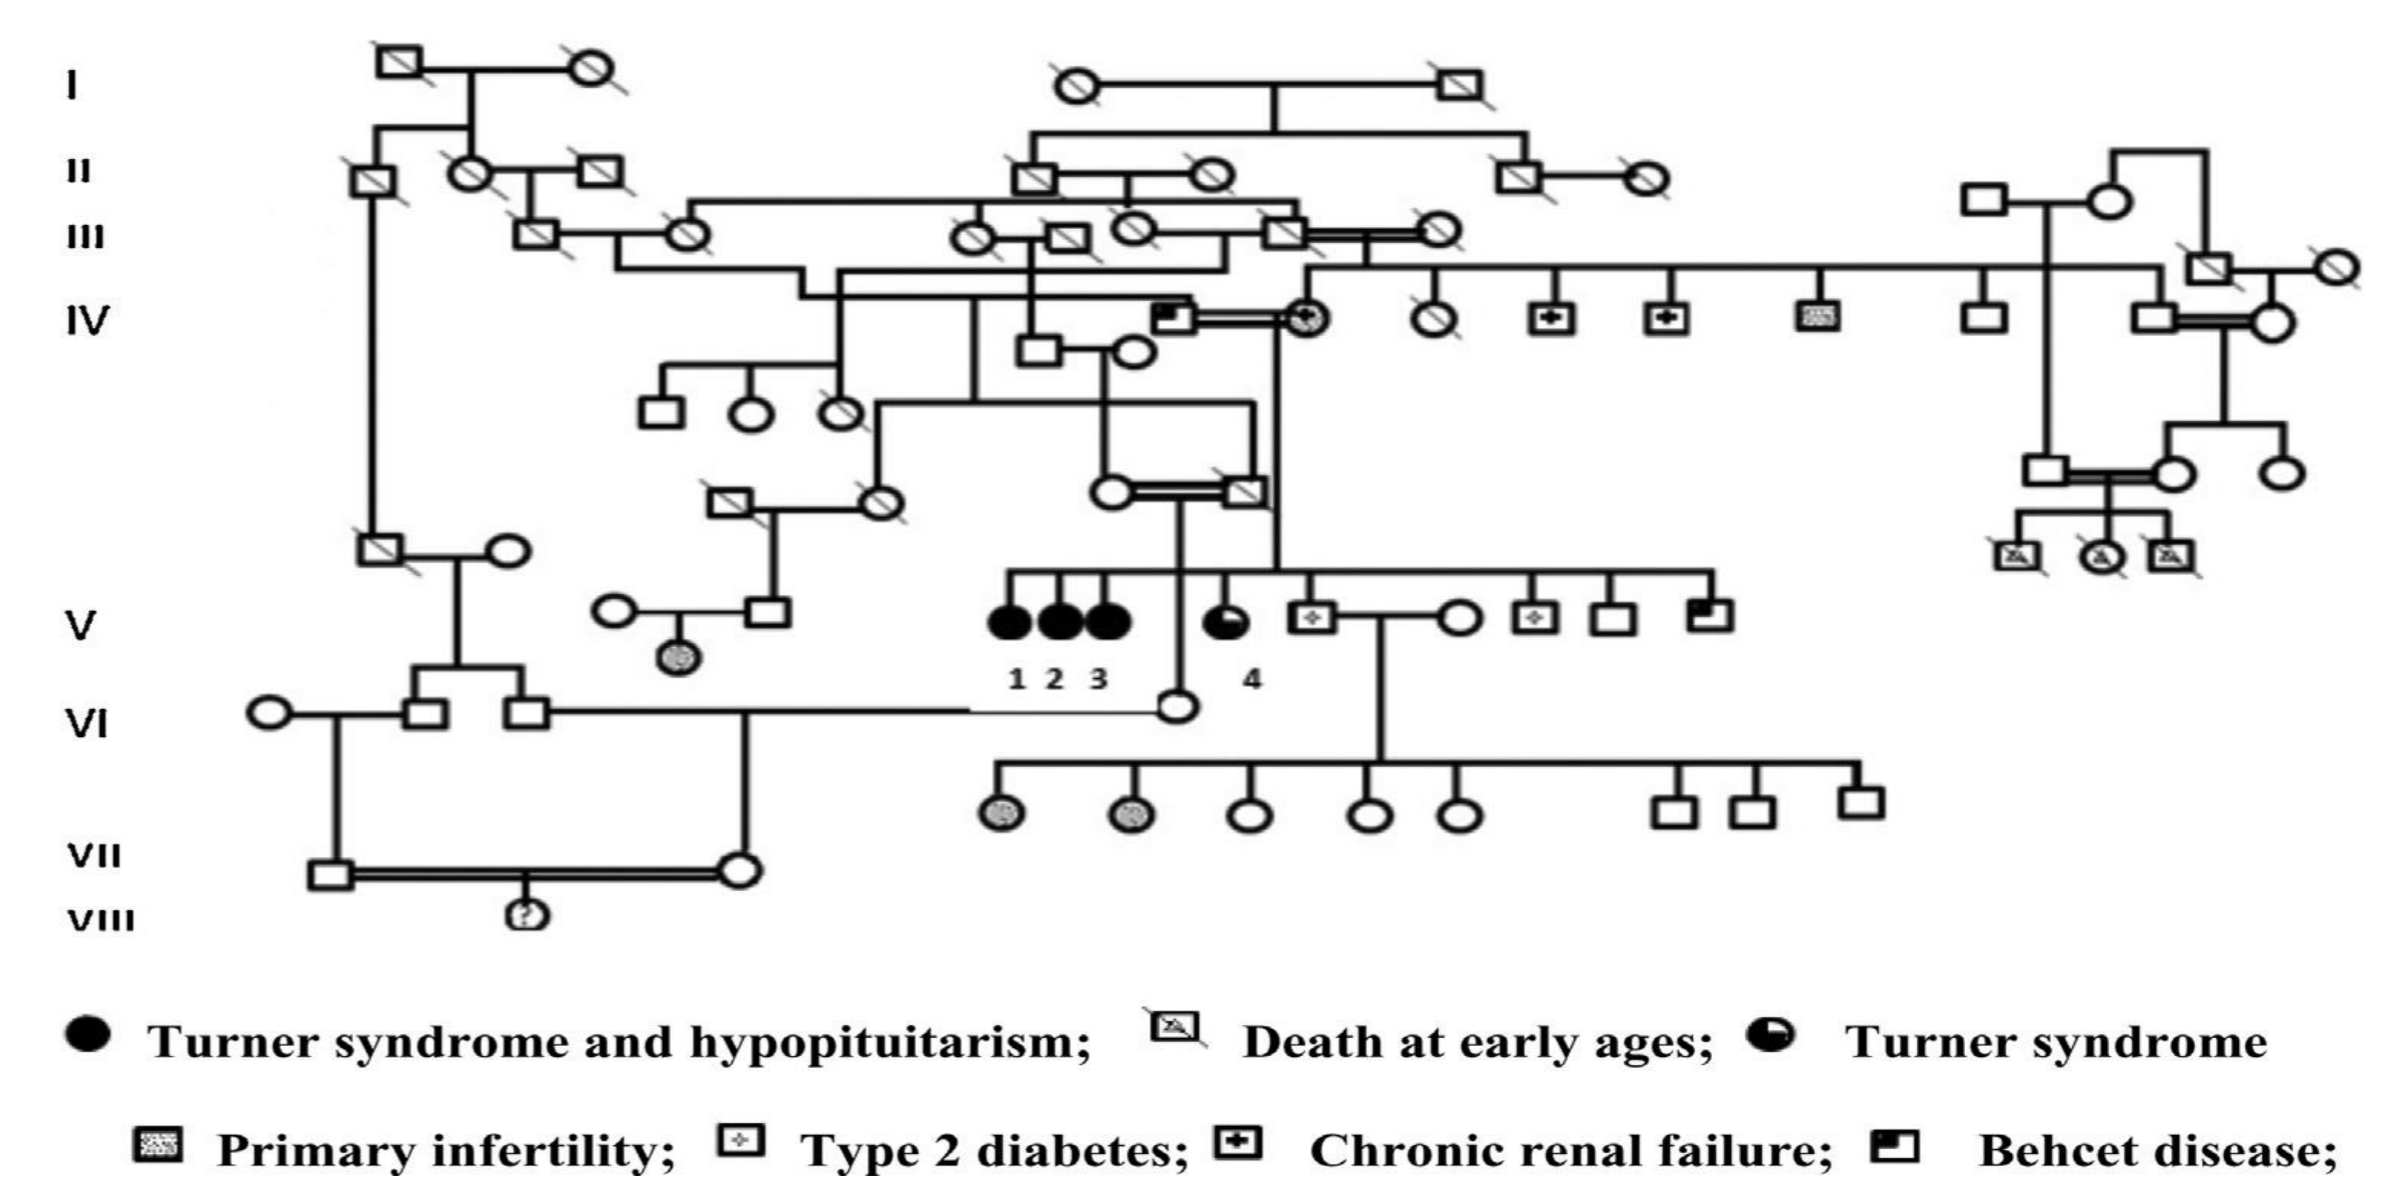 I
II
III
IV
V
1 2 3 4
VI
VII
?
VIII
Turner syndrome and hypopituitarism; Death at early ages; Turner syndrome
Primary infertility; Type 2 diabetes; Chronic renal failure; Behcet disease;